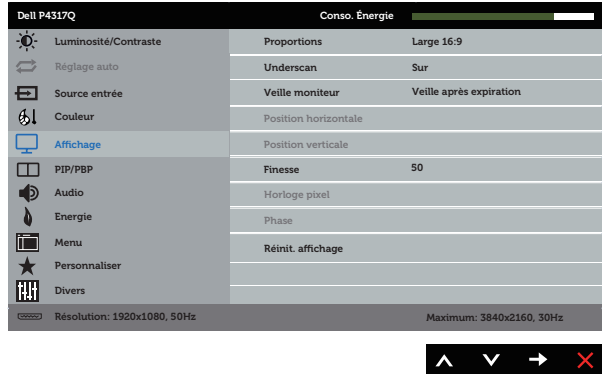 Dell P4317Q Conso. Énergie
Luminosité/Contraste Proportions Large 16:9
Réglage auto Underscan Sur
Source entrée Veille moniteur Veille après expiration
Couleur Position horizontale
Affichage Position verticale
PIP/PBP Finesse 50
Audio Horloge pixel
Energie Phase
Menu Réinit. affichage
Personnaliser
Divers
Résolution: 1920x1080, 50Hz Maximum: 3840x2160, 30Hz